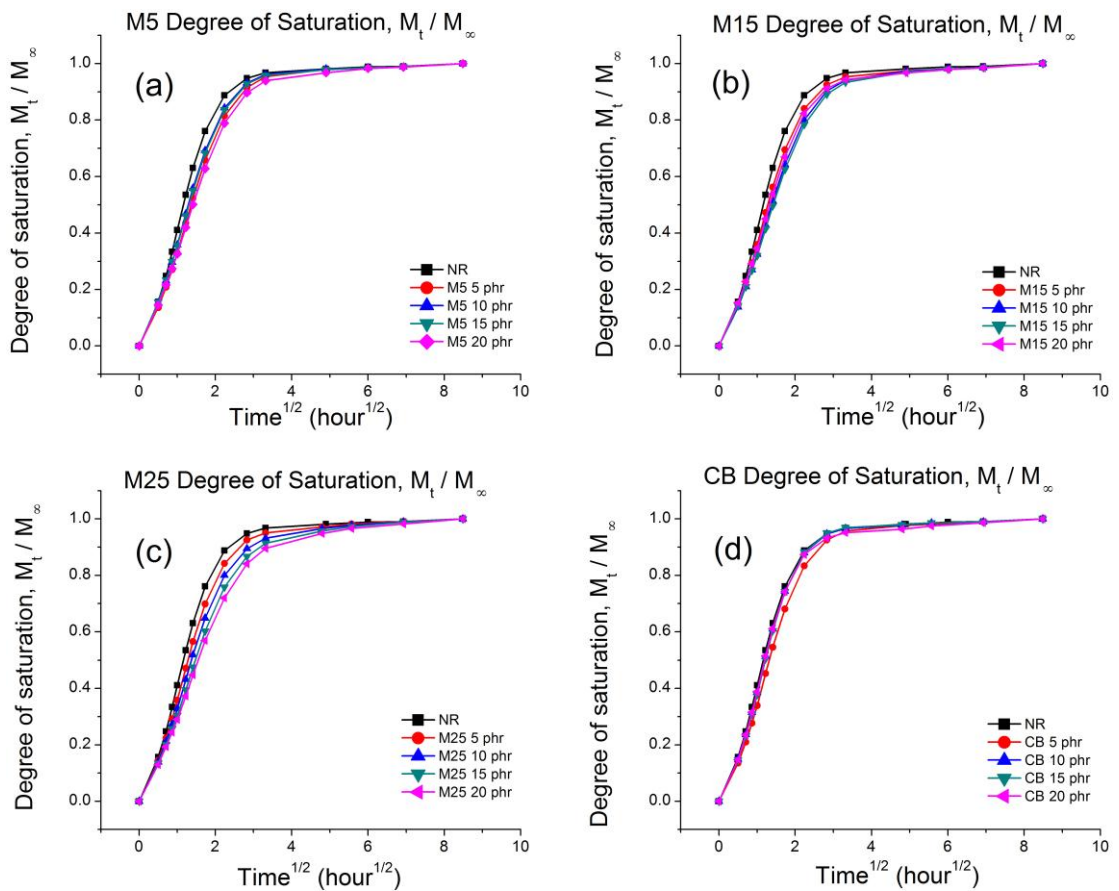 M5 Degree of Saturation, Mt / M∞
(a)
Degree of saturation, Mt / M∞
1.0
0.8
0.6
0.4
0.2
0.0
NR
M5 5 phr
M5 10 phr
M5 15 phr
M5 20 phr
0 2 4 6 8 10
Time1/2 (hour1/2)
M15 Degree of Saturation, Mt / M∞
(b)
Degree of saturation, Mt / M∞
1.0
0.8
0.6
0.4
0.2
0.0
NR
M15 5 phr
M15 10 phr
M15 15 phr
M15 20 phr
0 2 4 6 8 10
Time1/2 (hour1/2)
M25 Degree of Saturation, Mt / M∞
(c)
Degree of saturation, Mt / M∞
1.0
0.8
0.6
0.4
0.2
0.0
NR
M25 5 phr
M25 10 phr
M25 15 phr
M25 20 phr
0 2 4 6 8 10
Time1/2 (hour1/2)
CB Degree of Saturation, Mt / M∞
(d)
Degree of saturation, Mt / M∞
1.0
0.8
0.6
0.4
0.2
0.0
NR
CB 5 phr
CB 10 phr
CB 15 phr
CB 20 phr
0 2 4 6 8 10
Time1/2 (hour1/2)